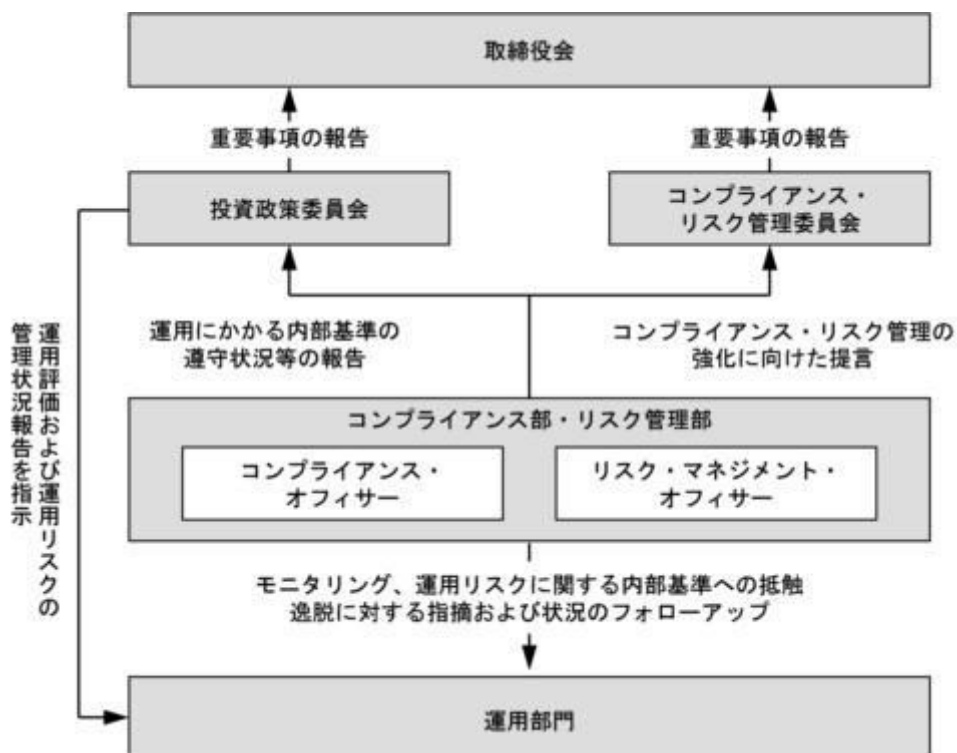 取締役会
重要事項の報告
重要事項の報告
投資政策委員会
コンプライアンス・
リスク管理委員会
運用にかかる内部基準の
遵守状況等の報告
コンプライアンス・リスク管理の
強化に向けた提言
運用評価および運用リスクの
管理状況報告を指示
コンプライアンス部・リスク管理部
コンプライアンス・
オフィサー
リスク・マネジメント・
オフィサー
モニタリング、運用リスクに関する内部基準への抵触
逸脱に対する指摘および状況のフォローアップ
運用部門